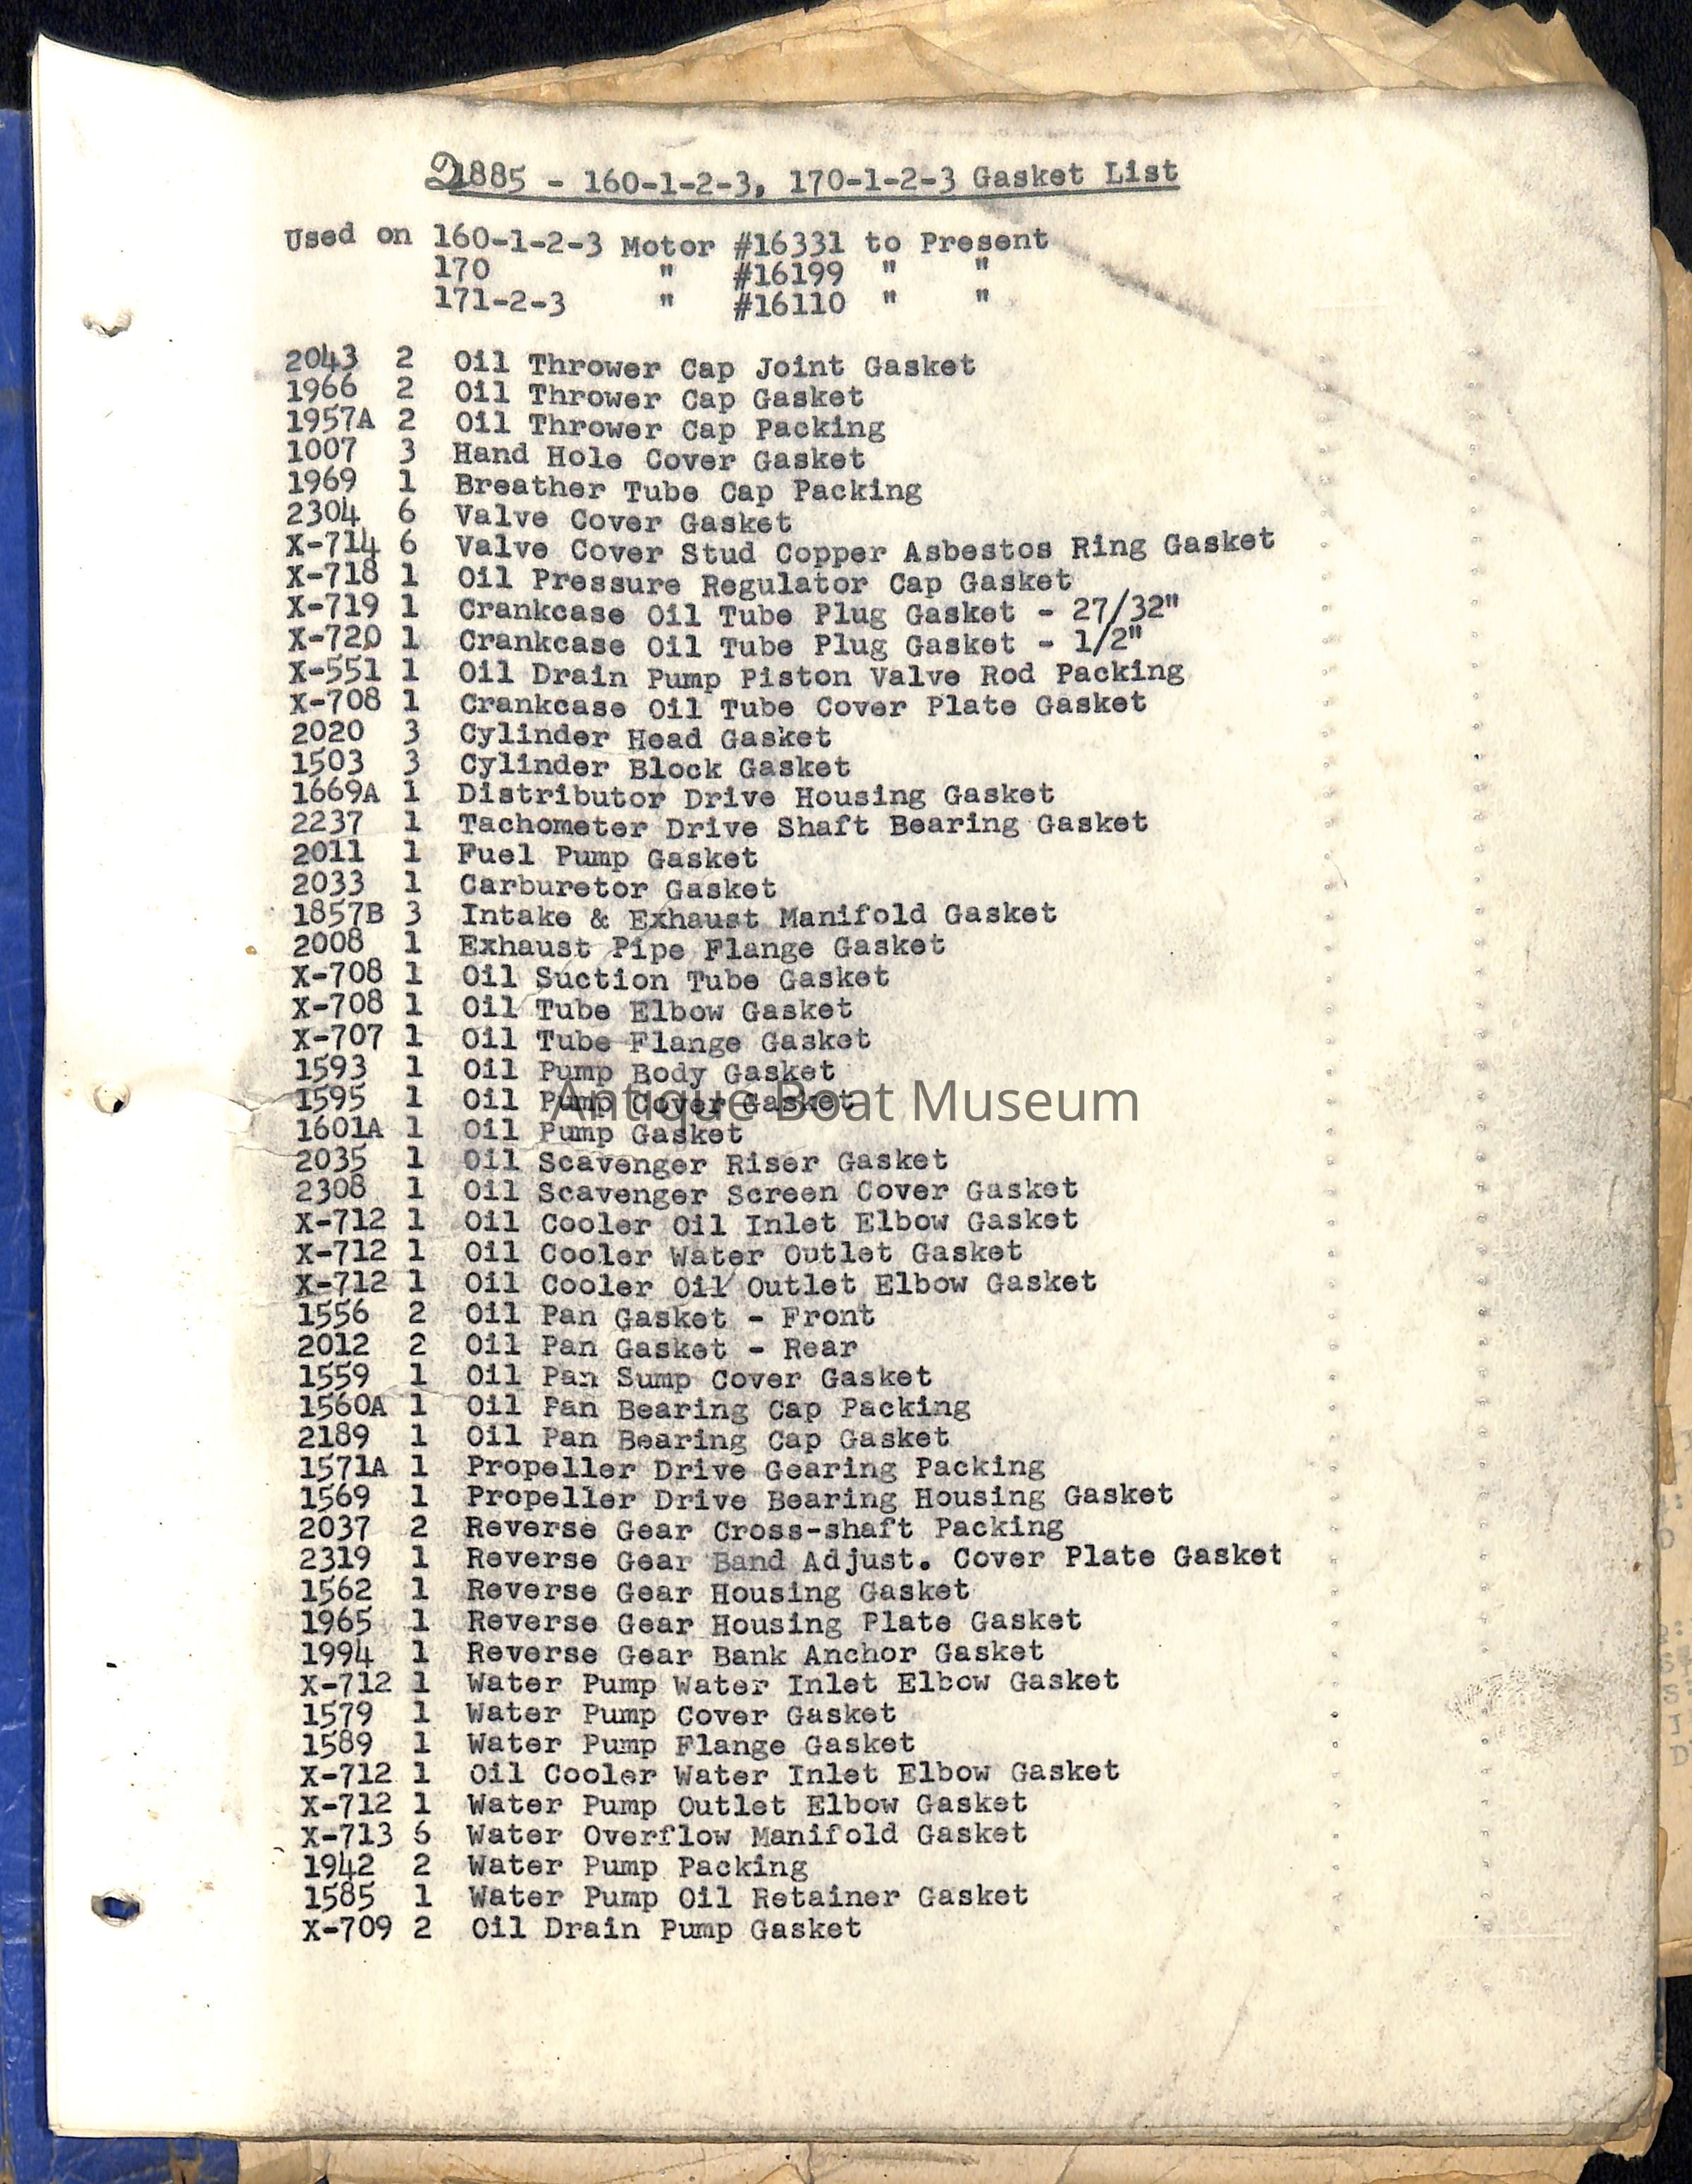 21885 - 160-1-2-3, 170-1-2-3 Gasket List
Used on 160-1-2-3 Motor #16331 to Present
170 " #16199 " "
171-2-3 " #16110 " "
2043 2 Oil Thrower Cap Joint Gasket
1966 2 Oil Thrower Cap Gasket
1957A 2 Oil Thrower Cap Packing
1007 3 Hand Hole Cover Gasket
1969 1 Breather Tube Cap Packing
2304 6 Valve Cover Gasket
X-714 6 Valve Cover Stud Copper Asbestos Ring Gasket
X-718 1 Oil Pressure Regulator Cap Gasket
X-719 1 Crankcase Oil Tube Plug Gasket - 27/32"
X-720 1 Crankcase Oil Tube Plug Gasket - 1/2"
X-551 1 Oil Drain Pump Piston Valve Rod Packing
X-708 1 Crankcase Oil Tube Cover Plate Gasket
2020 3 Cylinder Head Gasket
1503 3 Cylinder Block Gasket
1669A 1 Distributor Drive Housing Gasket
2237 1 Tachometer Drive Shaft Bearing Gasket
2011 1 Fuel Pump Gasket
2033 1 Carburetor Gasket
1857B 3 Intake & Exhaust Manifold Gasket
2008 1 Exhaust Pipe Flange Gasket
X-708 1 Oil Suction Tube Gasket
X-708 1 Oil Tube Elbow Gasket
X-707 1 Oil Tube Flange Gasket
1593 1 Oil Pump Body Gasket
1595 1 Oil Pump Cover Gasket
Antique Boat Museum
1601A 1 Oil Pump Gasket
2035 1 Oil Scavenger Riser Gasket
2308 1 Oil Scavenger Screen Cover Gasket
X-712 1 Oil Cooler Oil Inlet Elbow Gasket
X-712 1 Oil Cooler Water Outlet Gasket
X-712 1 Oil Cooler Oil Outlet Elbow Gasket
1556 2 Oil Pan Gasket - Front
2012 2 Oil Pan Gasket - Rear
1559 1 Oil Pan Sump Cover Gasket
1560A 1 Oil Pan Bearing Cap Packing
2189 1 Oil Pan Bearing Cap Gasket
1571A 1 Propeller Drive Gearing Packing
1569 1 Propeller Drive Bearing Housing Gasket
2037 2 Reverse Gear Cross-shaft Packing
2319 1 Reverse Gear Band Adjust. Cover Plate Gasket
1562 1 Reverse Gear Housing Gasket
1965 1 Reverse Gear Housing Plate Gasket
1994 1 Reverse Gear Bank Anchor Gasket
X-712 1 Water Pump Water Inlet Elbow Gasket
1579 1 Water Pump Cover Gasket
1589 1 Water Pump Flange Gasket
X-712 1 Oil Cooler Water Inlet Elbow Gasket
X-712 1 Water Pump Outlet Elbow Gasket
X-713 6 Water Overflow Manifold Gasket
1942 2 Water Pump Packing
1585 1 Water Pump Oil Retainer Gasket
X-709 2 Oil Drain Pump Gasket